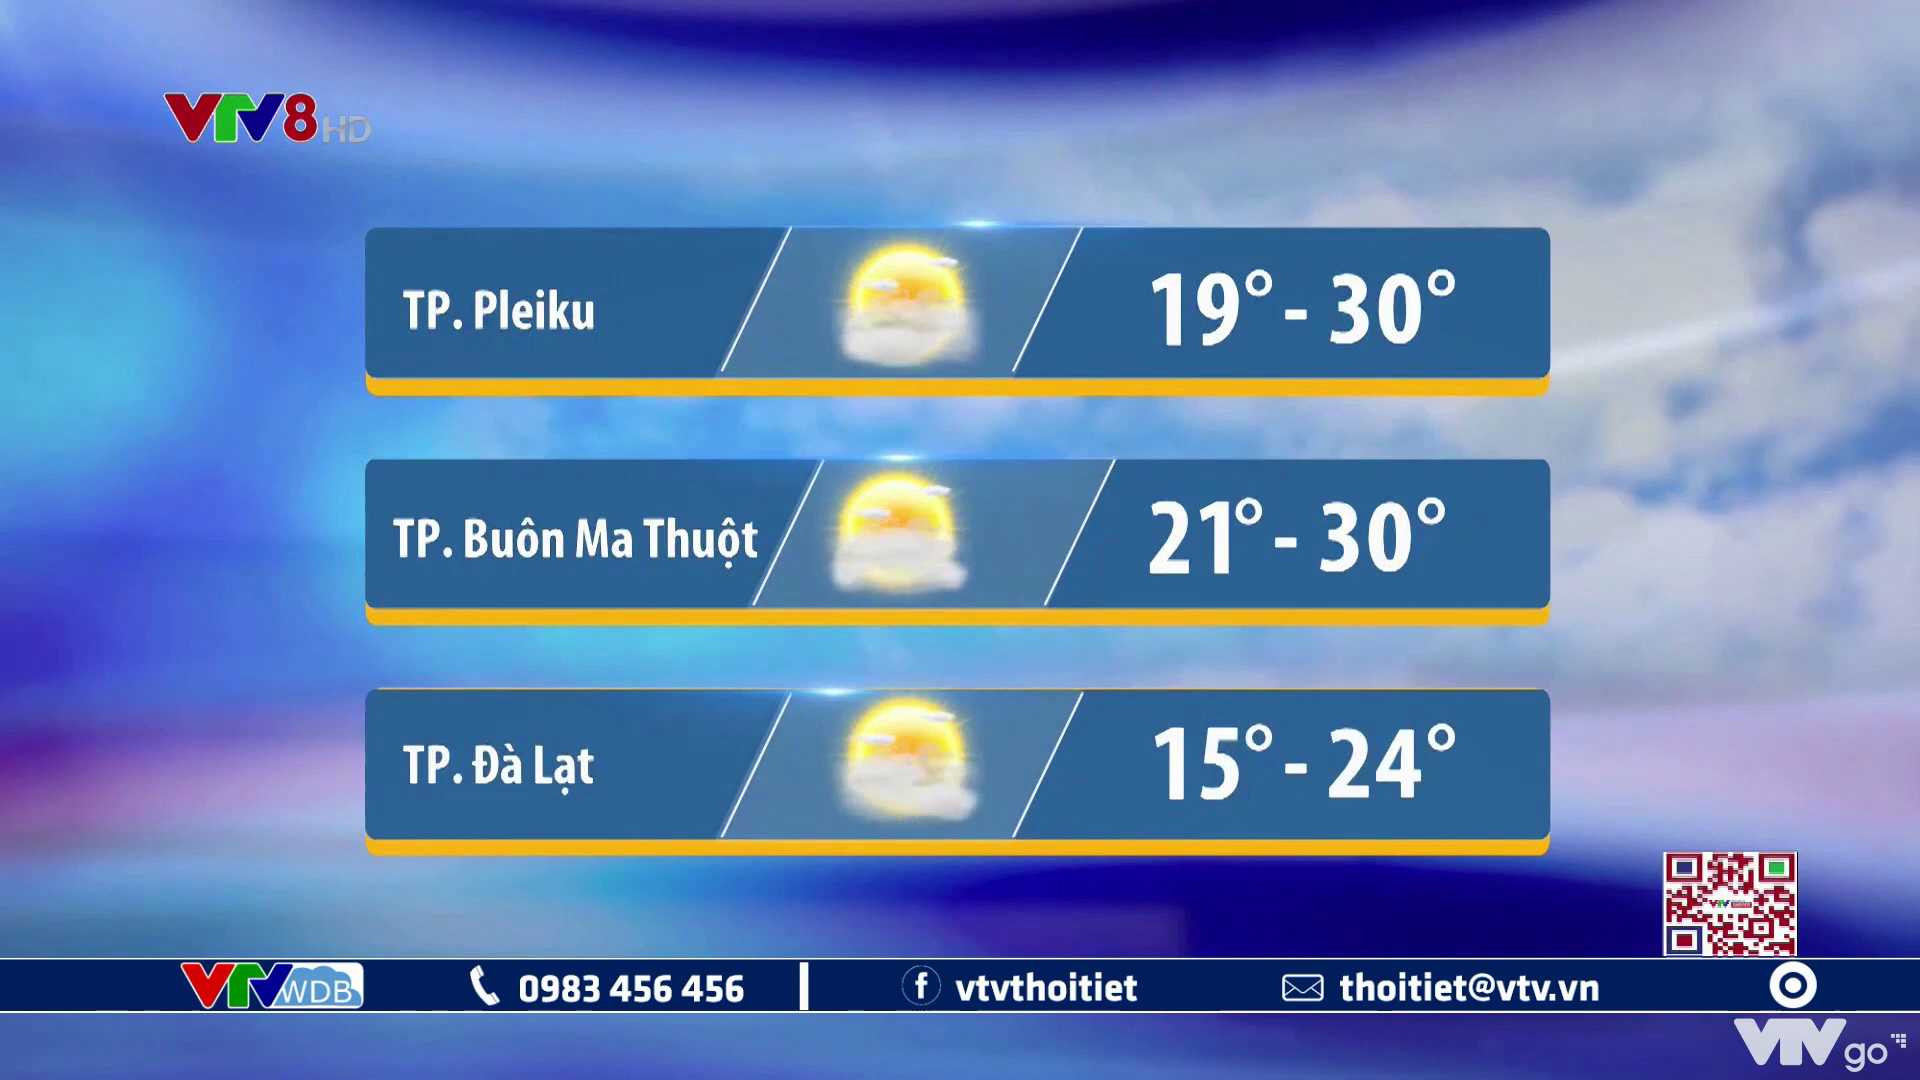 VTV8 HD
TP. Pleiku
19° - 30°
TP. Buôn Ma Thuột
21° - 30°
TP. Đà Lạt
15° - 24°
VTV WDB
0983 456 456
vtvthoitiet
thoitiet@vtv.vn
VTV go